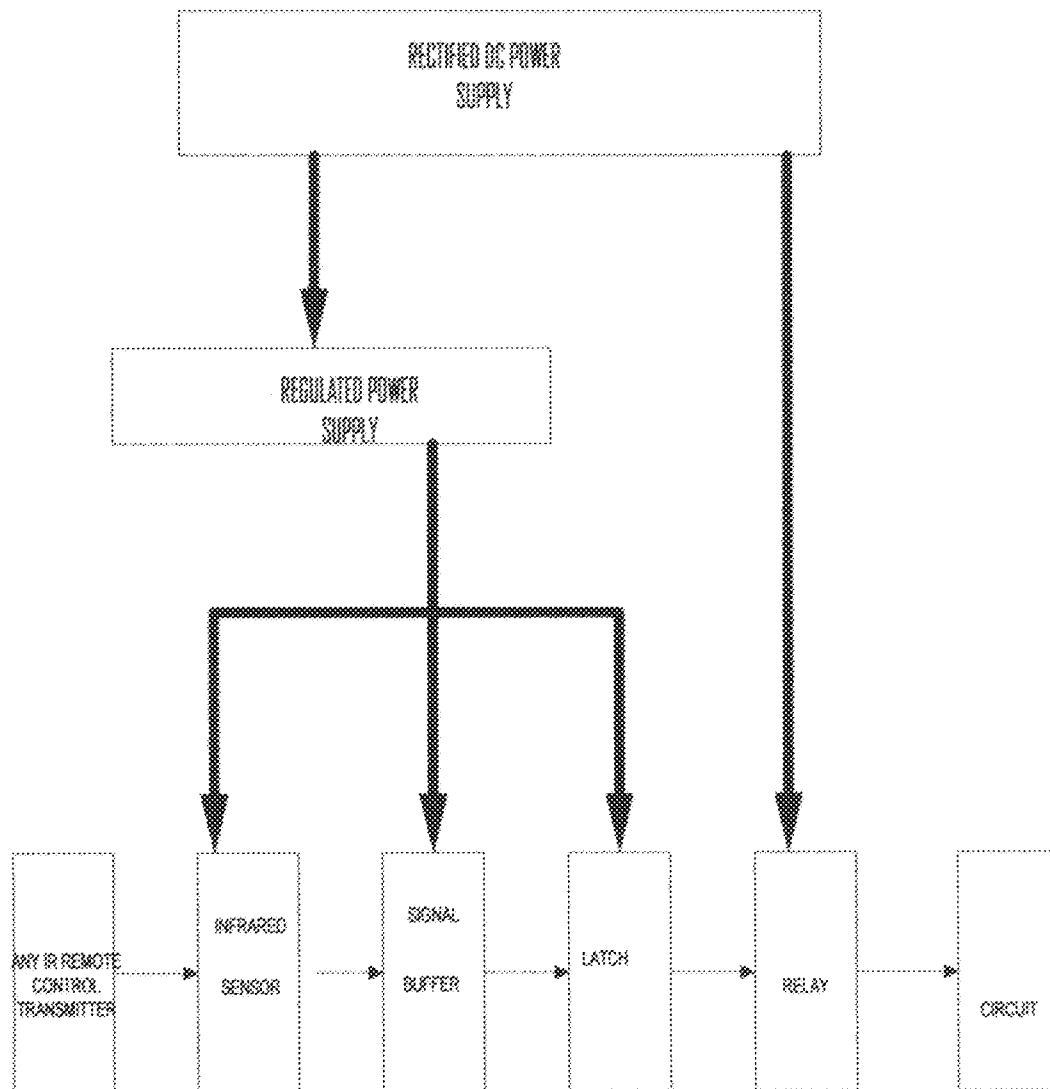 RECTIFIED DC POWER
SUPPLY
REGULATED POWER
SUPPLY
ANY IR REMOTE
CONTROL
TRANSMITTER
INFRARED
SENSOR
SIGNAL
BUFFER
LATCH
RELAY
CIRCUIT